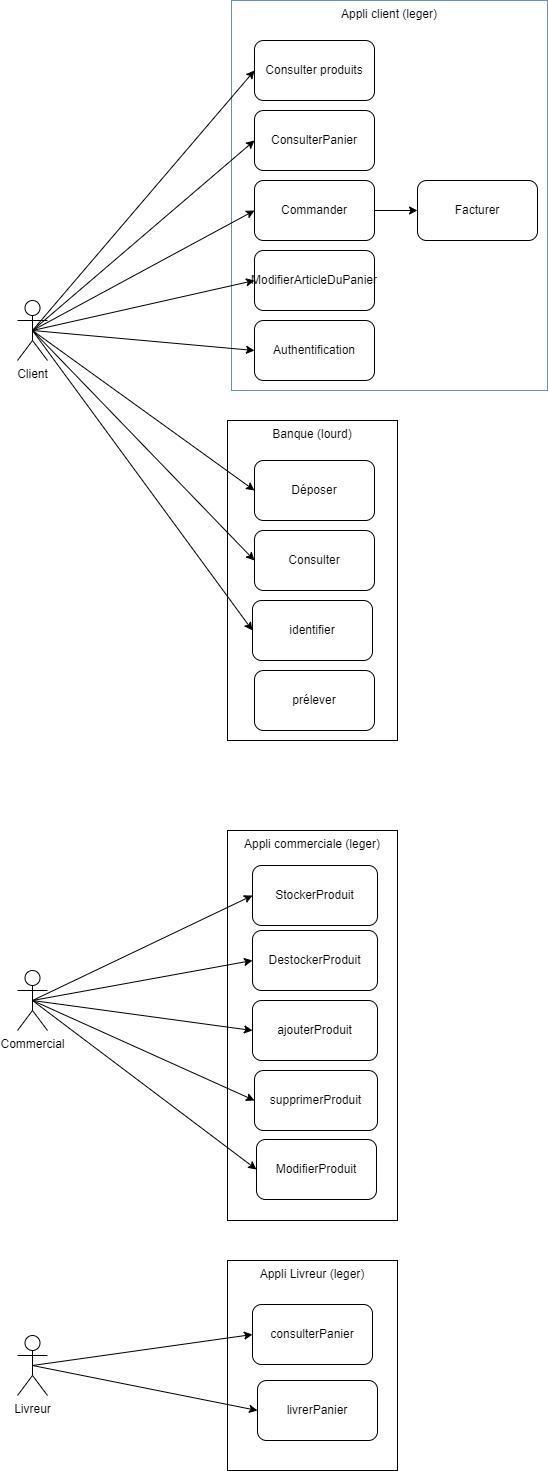 Appli client (leger)
Consulter produits
ConsulterPanier
Commander
Facturer
ModifierArticleDuPanier
Authentification
Client
Banque (lourd)
Déposer
Consulter
identifier
prélever
Appli commerciale (leger)
StockerProduit
DestockerProduit
ajouterProduit
Commercial
supprimerProduit
ModifierProduit
Appli Livreur (leger)
consulterPanier
livrerPanier
Livreur